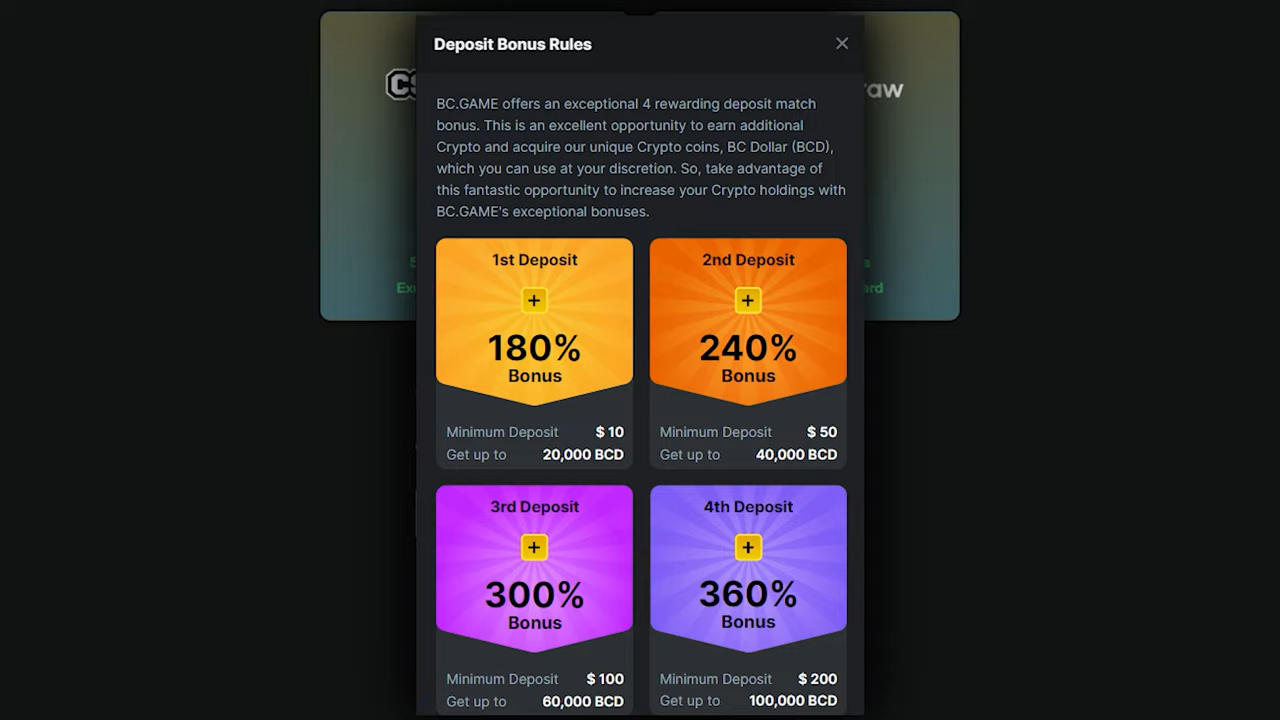 Deposit Bonus Rules
BC.GAME offers an exceptional 4 rewarding deposit match
bonus. This is an excellent opportunity to earn additional
Crypto and acquire our unique Crypto coins, BC Dollar (BCD),
which you can use at your discretion. So, take advantage of
this fantastic opportunity to increase your Crypto holdings with
BC.GAME's exceptional bonuses.
1st Deposit
+
180%
Bonus
Minimum Deposit $ 10
Get up to 20,000 BCD
2nd Deposit
+
240%
Bonus
Minimum Deposit $ 50
Get up to 40,000 BCD
3rd Deposit
+
300%
Bonus
Minimum Deposit $ 100
Get up to 60,000 BCD
4th Deposit
+
360%
Bonus
Minimum Deposit $ 200
Get up to 100,000 BCD